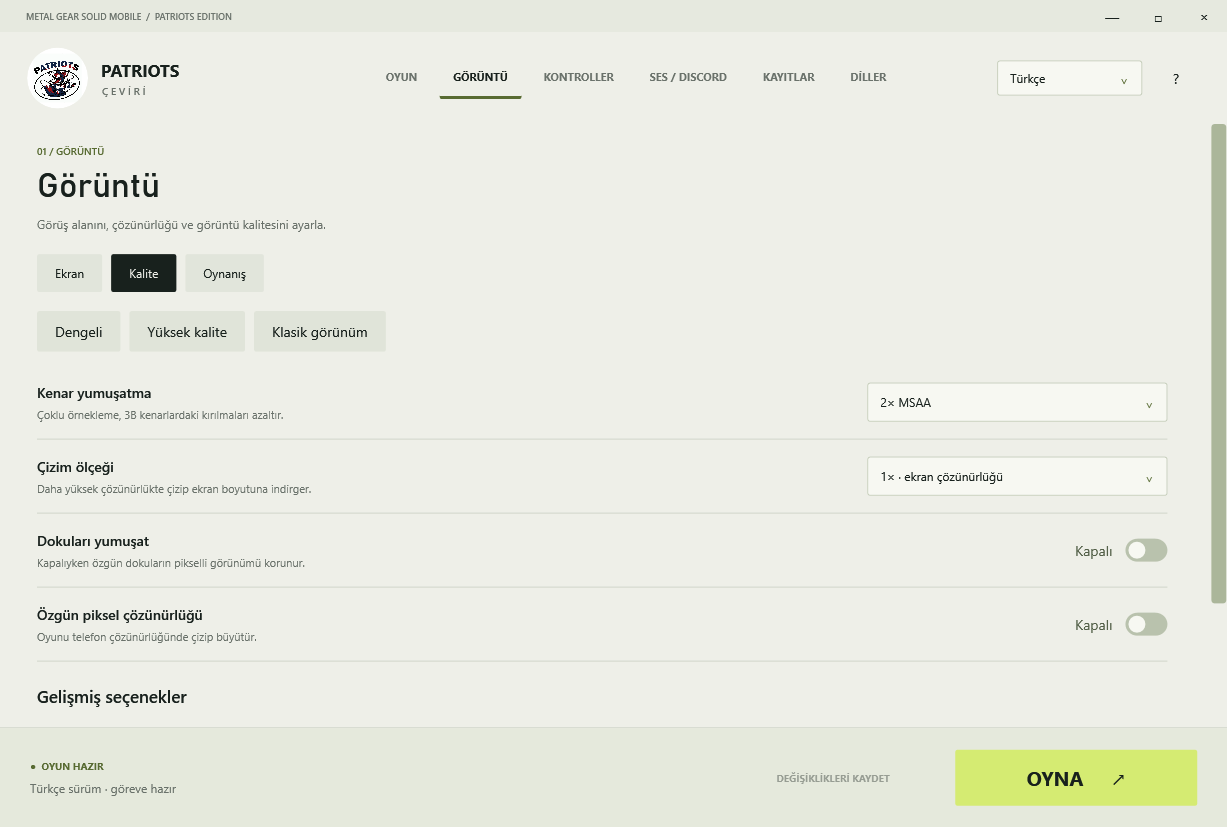 METAL GEAR SOLID MOBILE / PATRIOTS EDITION
PATRIOTS
PATRIOTS
ÇEVİRİ
OYUN
GÖRÜNTÜ
KONTROLLER
SES / DISCORD
KAYITLAR
DİLLER
Türkçe
?
01 / GÖRÜNTÜ
Görüntü
Görüş alanını, çözünürlüğü ve görüntü kalitesini ayarla.
Ekran
Kalite
Oynanış
Dengeli
Yüksek kalite
Klasik görünüm
Kenar yumuşatma
Çoklu örnekleme, 3B kenarlardaki kırılmaları azaltır.
2× MSAA
Çizim ölçeği
Daha yüksek çözünürlükte çizip ekran boyutuna indirger.
1× · ekran çözünürlüğü
Dokuları yumuşat
Kapalıyken özgün dokuların pikselli görünümü korunur.
Kapalı
Özgün piksel çözünürlüğü
Oyunu telefon çözünürlüğünde çizip büyütür.
Kapalı
Gelişmiş seçenekler
● OYUN HAZIR
Türkçe sürüm · göreve hazır
DEĞİŞİKLİKLERİ KAYDET
OYNA ↗